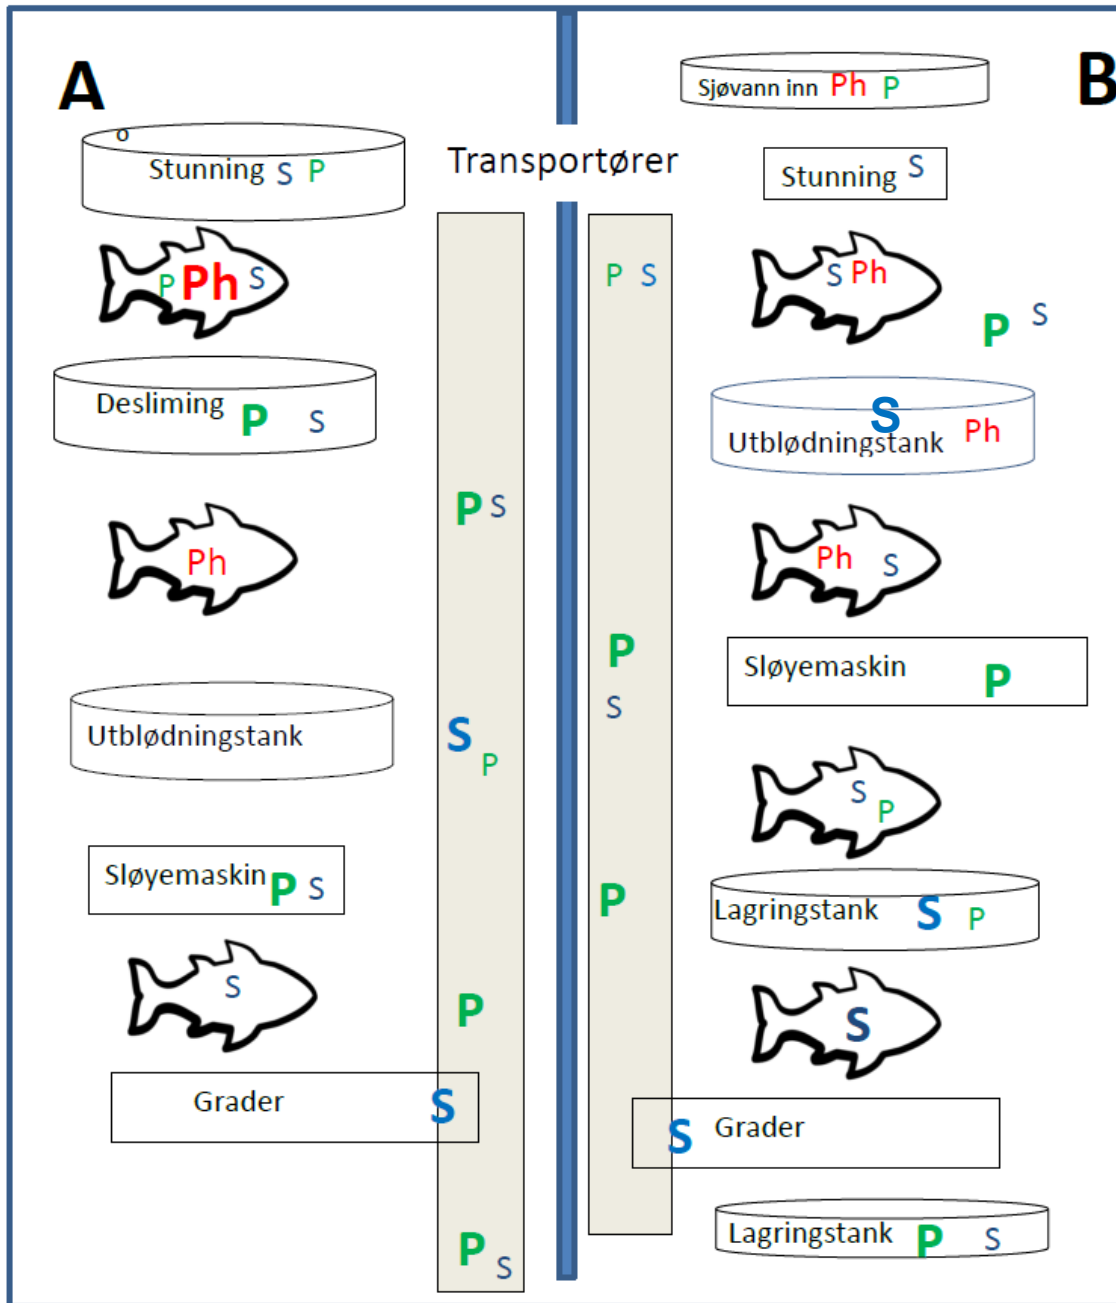 A
o
Stunning S P
P Ph S
Desliming P S
Ph
Utblødningstank
Sløyemaskin P S
S
Grader S
Transportører
P S
S
P
P
P S
P S
P
S
P
B
Sjøvann inn Ph P
Stunning S
S Ph
P S
S
Utblødningstank Ph
Ph S
Sløyemaskin P
S
P
Lagringstank S P
S
S Grader
Lagringstank P S